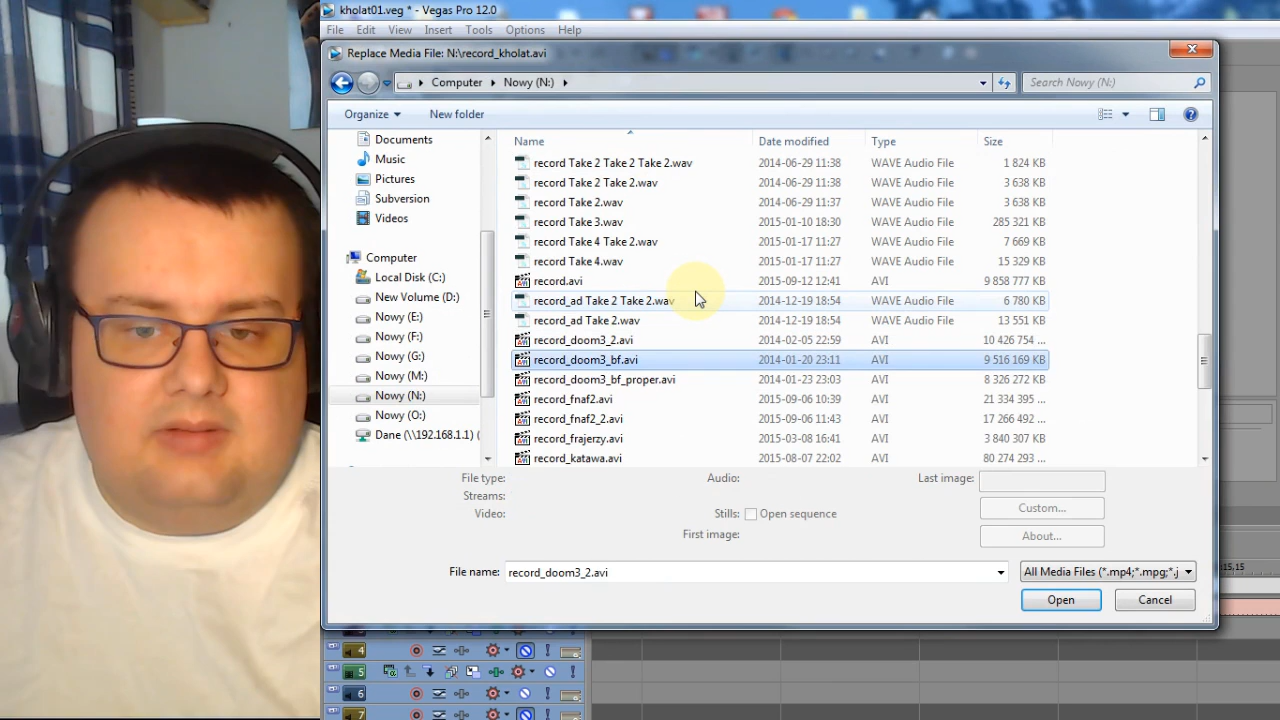 kholat01.veg * - Vegas Pro 12.0
File Edit View Insert Tools Options Help
Replace Media File: N:\record_kholat.avi
Computer Nowy (N:) Search Nowy (N:)
Organize New folder
Documents
Music
Pictures
Subversion
Videos
Computer
Local Disk (C:)
New Volume (D:)
Nowy (E:)
Nowy (F:)
Nowy (G:)
Nowy (M:)
Nowy (N:)
Nowy (O:)
Dane (\\192.168.1.1) (
Name Date modified Type Size
record Take 2 Take 2 Take 2.wav 2014-06-29 11:38 WAVE Audio File 1 824 KB
record Take 2 Take 2.wav 2014-06-29 11:38 WAVE Audio File 3 638 KB
record Take 2.wav 2014-06-29 11:37 WAVE Audio File 3 638 KB
record Take 3.wav 2015-01-10 18:30 WAVE Audio File 285 321 KB
record Take 4 Take 2.wav 2015-01-17 11:27 WAVE Audio File 7 669 KB
record Take 4.wav 2015-01-17 11:27 WAVE Audio File 15 329 KB
record.avi 2015-09-12 12:41 AVI 9 858 777 KB
record_ad Take 2 Take 2.wav 2014-12-19 18:54 WAVE Audio File 6 780 KB
record_ad Take 2.wav 2014-12-19 18:54 WAVE Audio File 13 551 KB
record_doom3_2.avi 2014-02-05 22:59 AVI 10 426 754 ...
record_doom3_bf.avi 2014-01-20 23:11 AVI 9 516 169 KB
record_doom3_bf_proper.avi 2014-01-23 23:03 AVI 8 326 272 KB
record_fnaf2.avi 2015-09-06 10:39 AVI 21 334 395 ...
record_fnaf2_2.avi 2015-09-06 11:43 AVI 17 266 492 ...
record_frajerzy.avi 2015-03-08 16:41 AVI 3 840 307 KB
record_katawa.avi 2015-08-07 22:02 AVI 80 274 293 ...
File type: Audio: Last image:
Streams:
Video: Stills: Open sequence Custom...
First image: About...
File name: record_doom3_2.avi All Media Files (*.mp4;*.mpg;*.j
Open Cancel
15,15
4
5
6
7